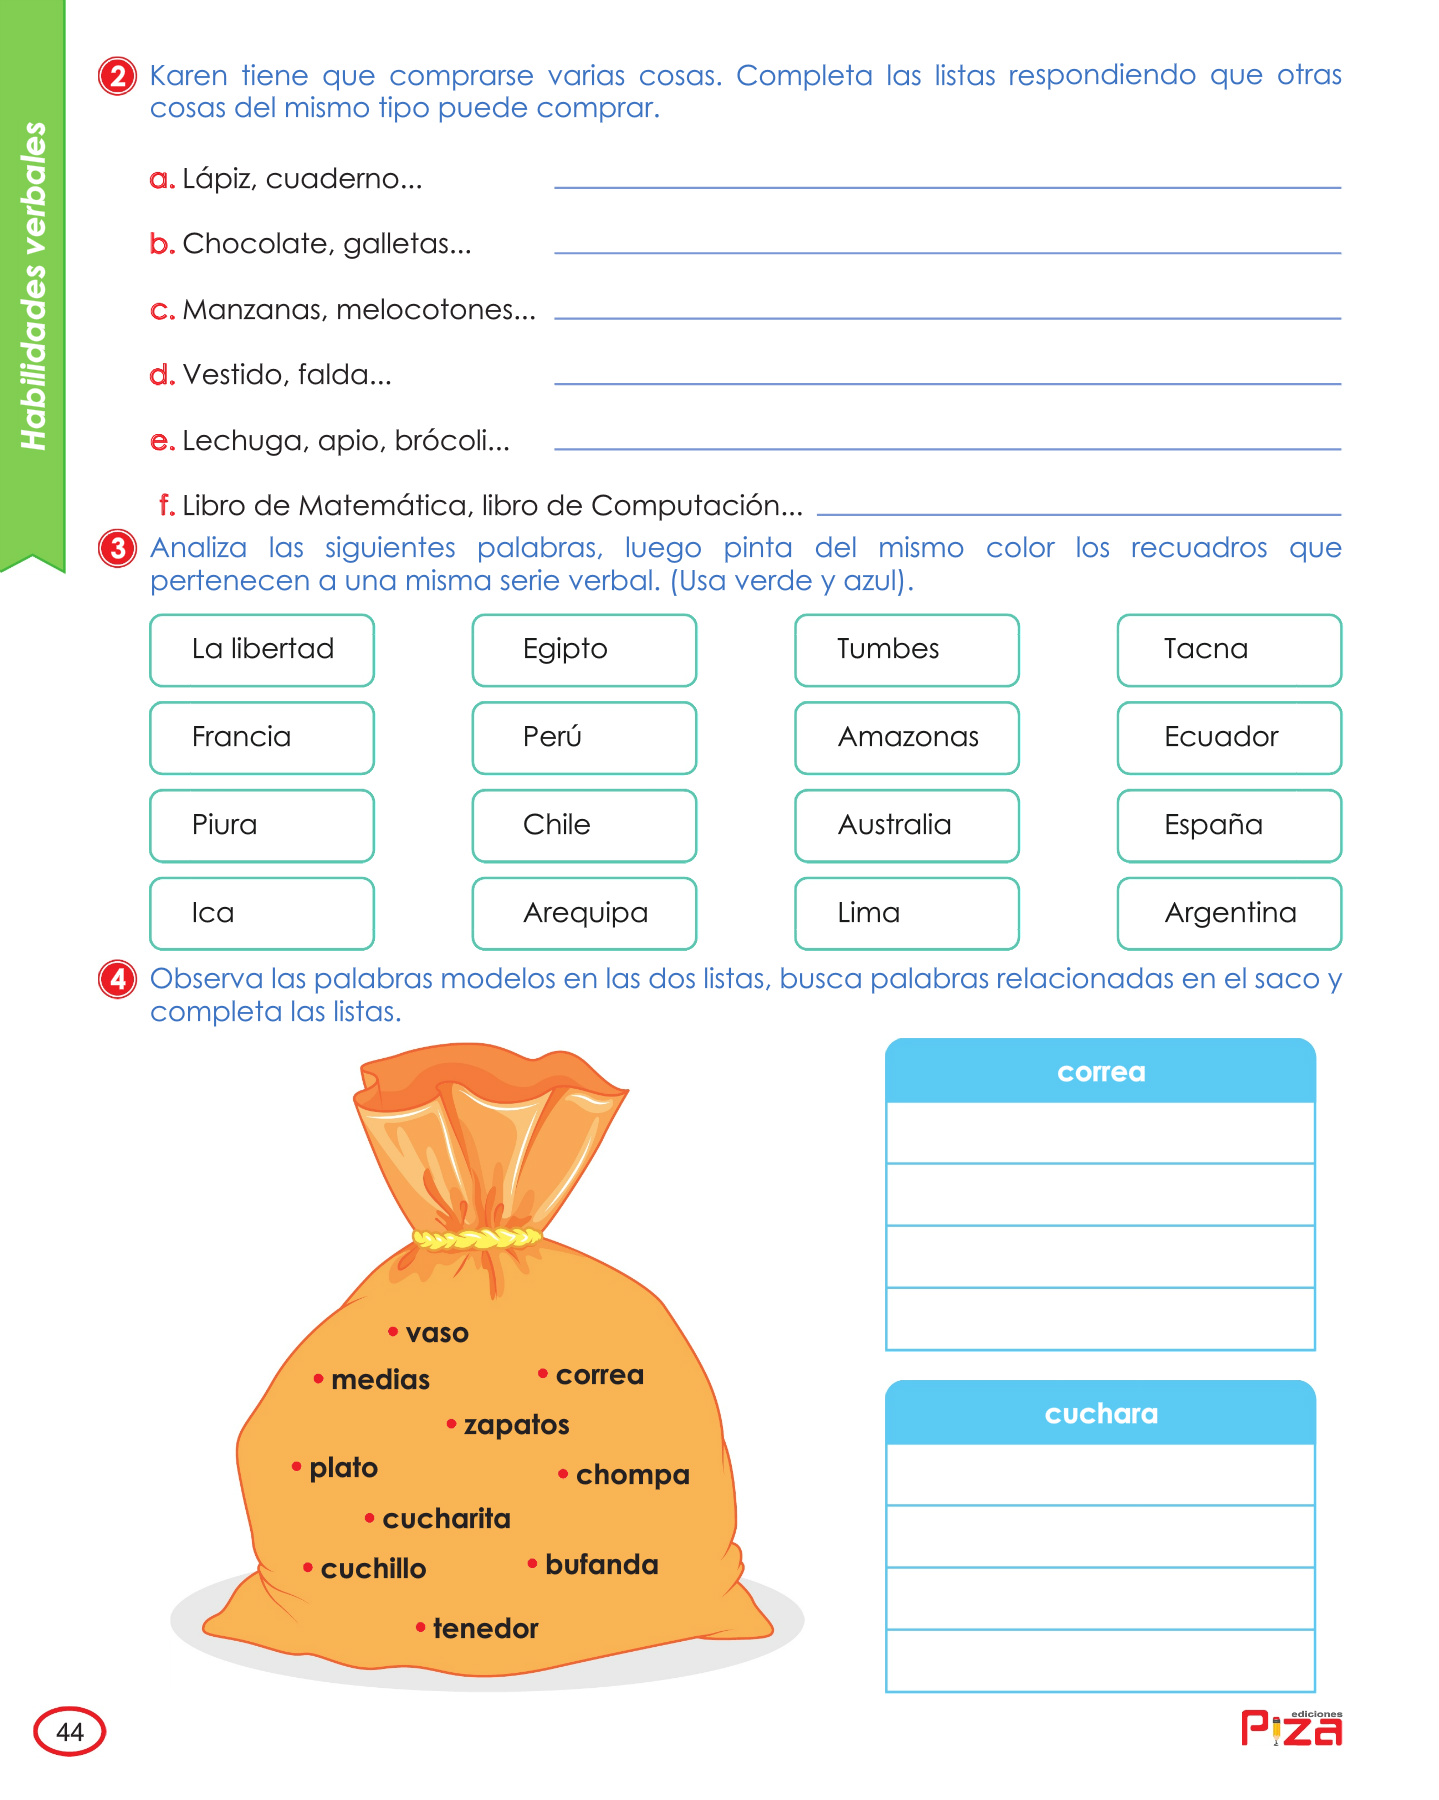 Habilidades verbales
2 Karen tiene que comprarse varias cosas. Completa las listas respondiendo que otras
cosas del mismo tipo puede comprar.
a. Lápiz, cuaderno...
b. Chocolate, galletas...
c. Manzanas, melocotones...
d. Vestido, falda...
e. Lechuga, apio, brócoli...
f. Libro de Matemática, libro de Computación...
3 Analiza las siguientes palabras, luego pinta del mismo color los recuadros que
pertenecen a una misma serie verbal. (Usa verde y azul).
La libertad Egipto Tumbes Tacna
Francia Perú Amazonas Ecuador
Piura Chile Australia España
Ica Arequipa Lima Argentina
4 Observa las palabras modelos en las dos listas, busca palabras relacionadas en el saco y
completa las listas.
• vaso
• medias
• correa
• zapatos
• plato
• chompa
• cucharita
• cuchillo
• bufanda
• tenedor
correa
cuchara
44
ediciones
Piza